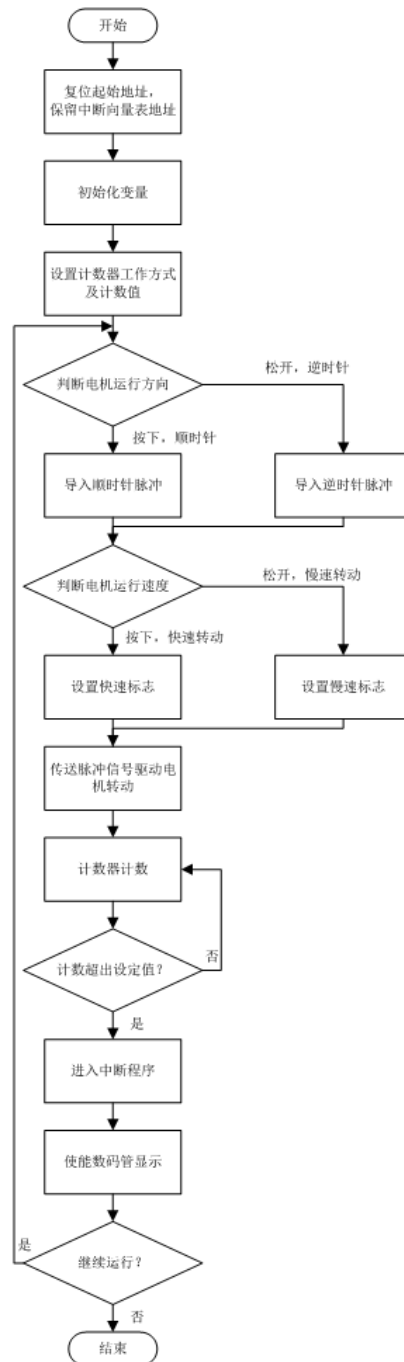 开始
复位起始地址，
保留中断向量表地址
初始化变量
设置计数器工作方式
及计数值
判断电机运行方向
松开，逆时针
按下，顺时针
导入顺时针脉冲
导入逆时针脉冲
判断电机运行速度
松开，慢速转动
按下，快速转动
设置快速标志
设置慢速标志
传送脉冲信号驱动电
机转动
计数器计数
计数超出设定值？
否
是
进入中断程序
使能数码管显示
是
继续运行？
否
结束